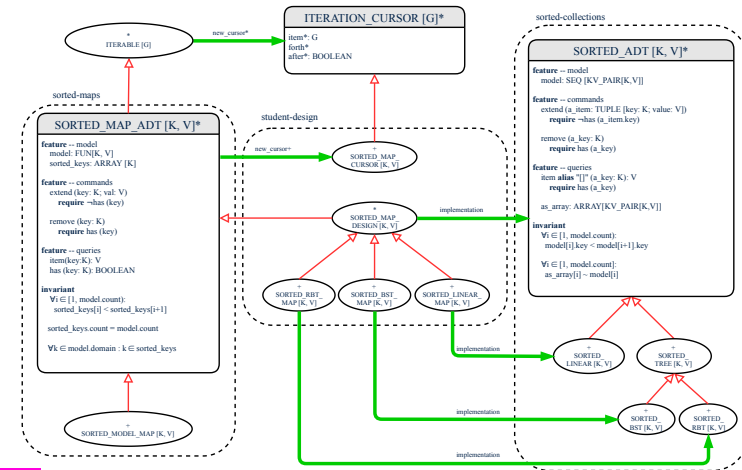 *
ITERABLE [G]
new_cursor*
ITERATION_CURSOR [G]*
item*: G
forth*
after*: BOOLEAN
sorted-maps
SORTED_MAP_ADT [K, V]*
feature -- model
model: FUN[K, V]
sorted_keys: ARRAY [K]
feature -- commands
extend (key: K; val: V)
require ¬has (key)
remove (key: K)
require has (key)
feature -- queries
item(key:K): V
has (key: K): BOOLEAN
invariant
∀i ∈ [1, model.count):
sorted_keys[i] < sorted_keys[i+1]
sorted_keys.count = model.count
∀k ∈ model.domain : k ∈ sorted_keys
+
SORTED_MODEL_MAP [K, V]
student-design
new_cursor+
+
SORTED_MAP_
CURSOR [K, V]
*
SORTED_MAP_
DESIGN [K, V]
implementation
+
SORTED_RBT_
MAP [K, V]
+
SORTED_BST_
MAP [K, V]
+
SORTED_LINEAR_
MAP [K, V]
sorted-collections
SORTED_ADT [K, V]*
feature -- model
model: SEQ [KV_PAIR[K,V]]
feature -- commands
extend (a_item: TUPLE [key: K; value: V])
require ¬has (a_item.key)
remove (a_key: K)
require has (a_key)
feature -- queries
item alias "[]" (a_key: K): V
require has (a_key)
as_array: ARRAY[KV_PAIR[K,V]]
invariant
∀i ∈ [1, model.count):
model[i].key < model[i+1].key
∀i ∈ [1, model.count]:
as_array[i] ~ model[i]
implementation
+
SORTED_
LINEAR [K, V]
+
SORTED_
TREE [K, V]
implementation
+
SORTED_
BST [K, V]
+
SORTED_
RBT [K, V]
implementation